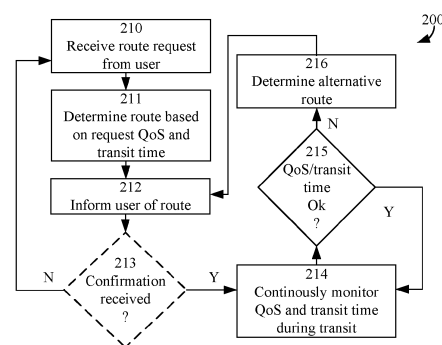 200
210
Receive route request
from user
211
Determine route based
on request QoS and
transit time
212
Inform user of route
213
Confirmation
received
?
N
Y
214
Continously monitor
QoS and transit time
during transit
215
QoS/transit
time
Ok
?
Y
N
216
Determine alternative
route